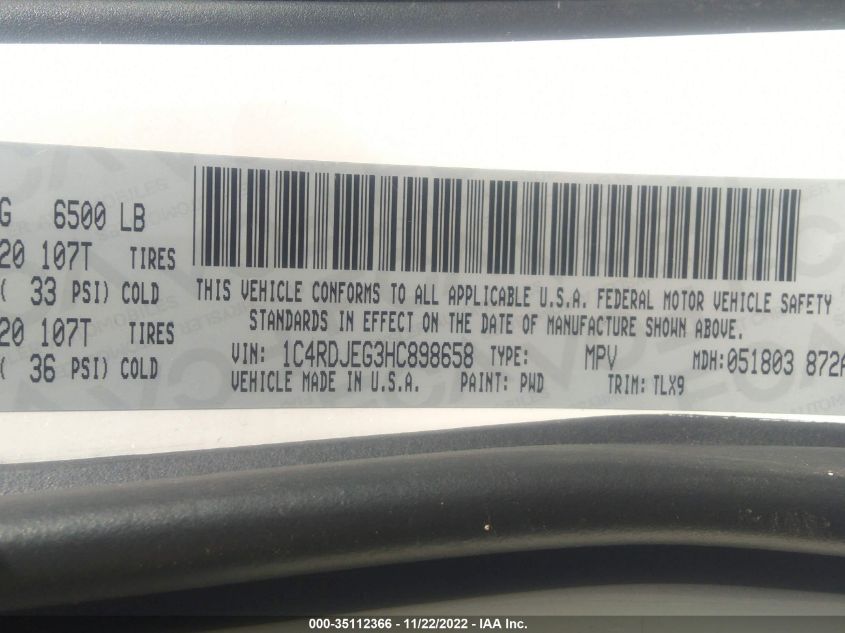 G 6500 LB
20 107T TIRES
( 33 PSI) COLD
20 107T TIRES
( 36 PSI) COLD
THIS VEHICLE CONFORMS TO ALL APPLICABLE U.S.A. FEDERAL MOTOR VEHICLE SAFETY
STANDARDS IN EFFECT ON THE DATE OF MANUFACTURE SHOWN ABOVE.
VIN: 1C4RDJEG3HC898658 TYPE: MPV MDH:051803 872A
VEHICLE MADE IN U.S.A. PAINT: PWD TRIM: TLX9
000-35112366 - 11/22/2022 - IAA Inc.